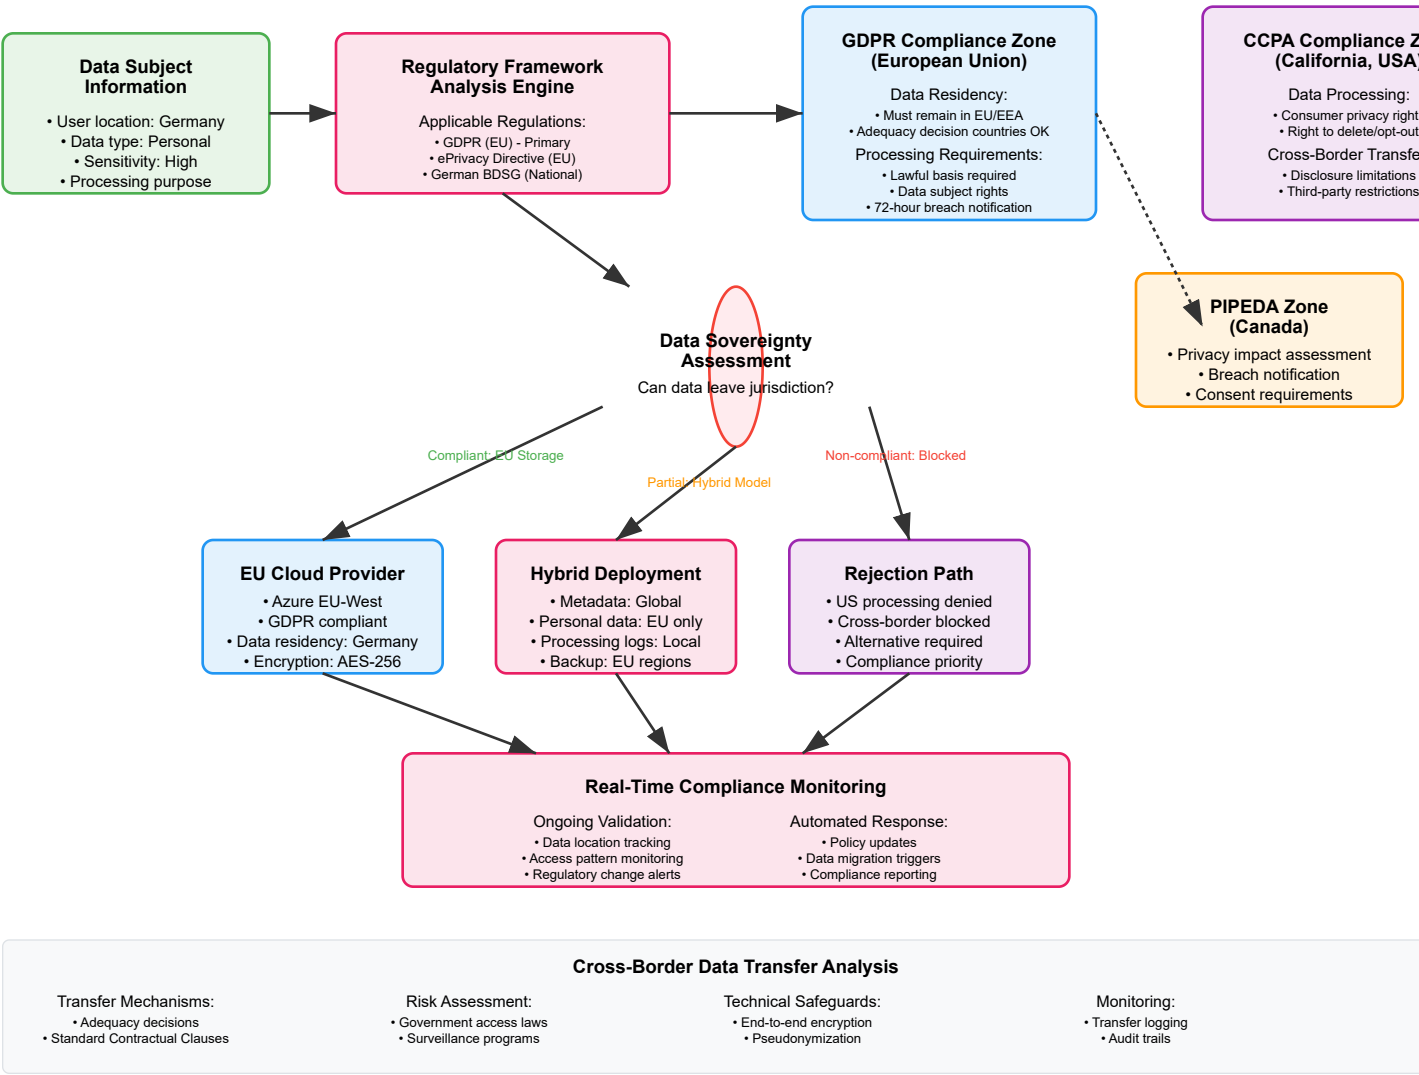 Data Subject
Information
• User location: Germany
• Data type: Personal
• Sensitivity: High
• Processing purpose
Regulatory Framework
Analysis Engine
Applicable Regulations:
• GDPR (EU) - Primary
• ePrivacy Directive (EU)
• German BDSG (National)
GDPR Compliance Zone
(European Union)
Data Residency:
• Must remain in EU/EEA
• Adequacy decision countries OK
Processing Requirements:
• Lawful basis required
• Data subject rights
• 72-hour breach notification
CCPA Compliance Z
(California, USA)
Data Processing:
• Consumer privacy right
• Right to delete/opt-out
Cross-Border Transfe
• Disclosure limitations
• Third-party restrictions
PIPEDA Zone
(Canada)
• Privacy impact assessment
• Breach notification
• Consent requirements
Data Sovereignty
Assessment
Can data leave jurisdiction?
Compliant: EU Storage
Partial: Hybrid Model
Non-compliant: Blocked
EU Cloud Provider
• Azure EU-West
• GDPR compliant
• Data residency: Germany
• Encryption: AES-256
Hybrid Deployment
• Metadata: Global
• Personal data: EU only
• Processing logs: Local
• Backup: EU regions
Rejection Path
• US processing denied
• Cross-border blocked
• Alternative required
• Compliance priority
Real-Time Compliance Monitoring
Ongoing Validation:
• Data location tracking
• Access pattern monitoring
• Regulatory change alerts
Automated Response:
• Policy updates
• Data migration triggers
• Compliance reporting
Cross-Border Data Transfer Analysis
Transfer Mechanisms:
• Adequacy decisions
• Standard Contractual Clauses
Risk Assessment:
• Government access laws
• Surveillance programs
Technical Safeguards:
• End-to-end encryption
• Pseudonymization
Monitoring:
• Transfer logging
• Audit trails